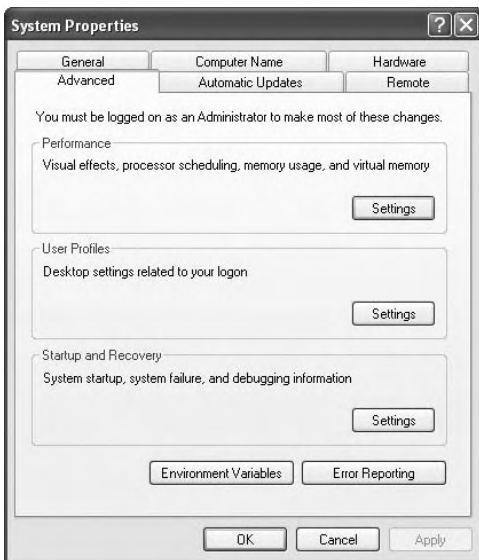 System Properties
General Computer Name Hardware
Advanced Automatic Updates Remote
You must be logged on as an Administrator to make most of these changes.
Performance
Visual effects, processor scheduling, memory usage, and virtual memory
Settings
User Profiles
Desktop settings related to your logon
Settings
Startup and Recovery
System startup, system failure, and debugging information
Settings
Environment Variables Error Reporting
OK Cancel Apply